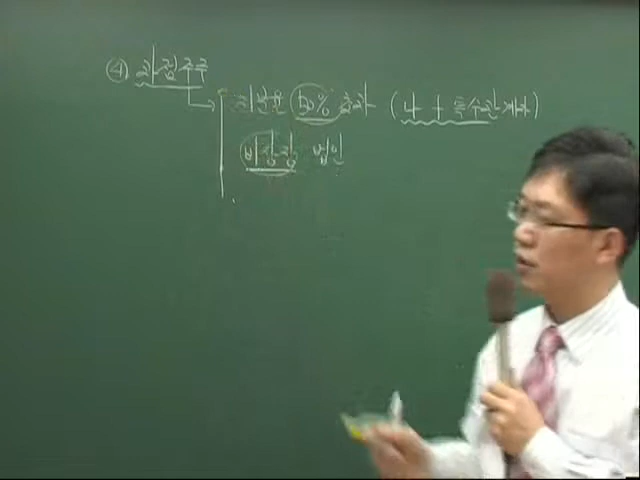 ④ 과점주주
지분율 50% 초과 (나 + 특수관계자)
비상장 법인